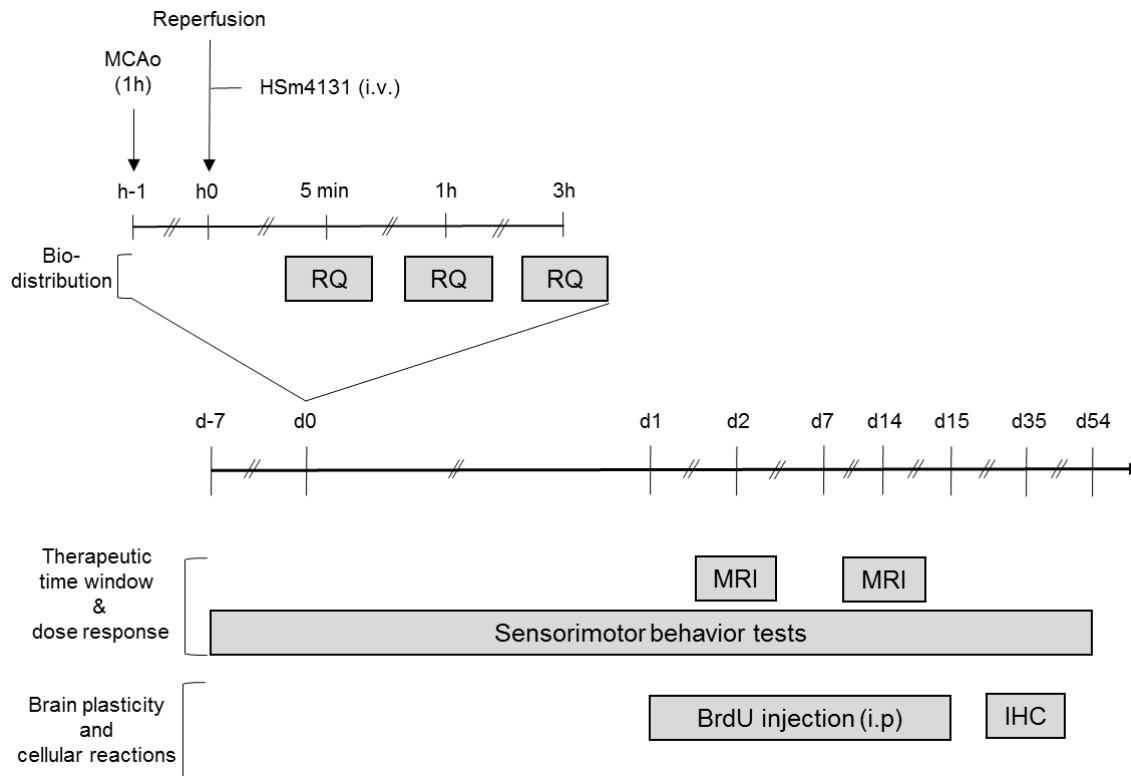 Reperfusion
MCAo
(1h)
HSm4131 (i.v.)
h-1 h0 5 min 1h 3h
Bio-
distribution
RQ RQ RQ
d-7 d0 d1 d2 d7 d14 d15 d35 d54
Therapeutic
time window
&
dose response
MRI MRI
Sensorimotor behavior tests
Brain plasticity
and
cellular reactions
BrdU injection (i.p) IHC